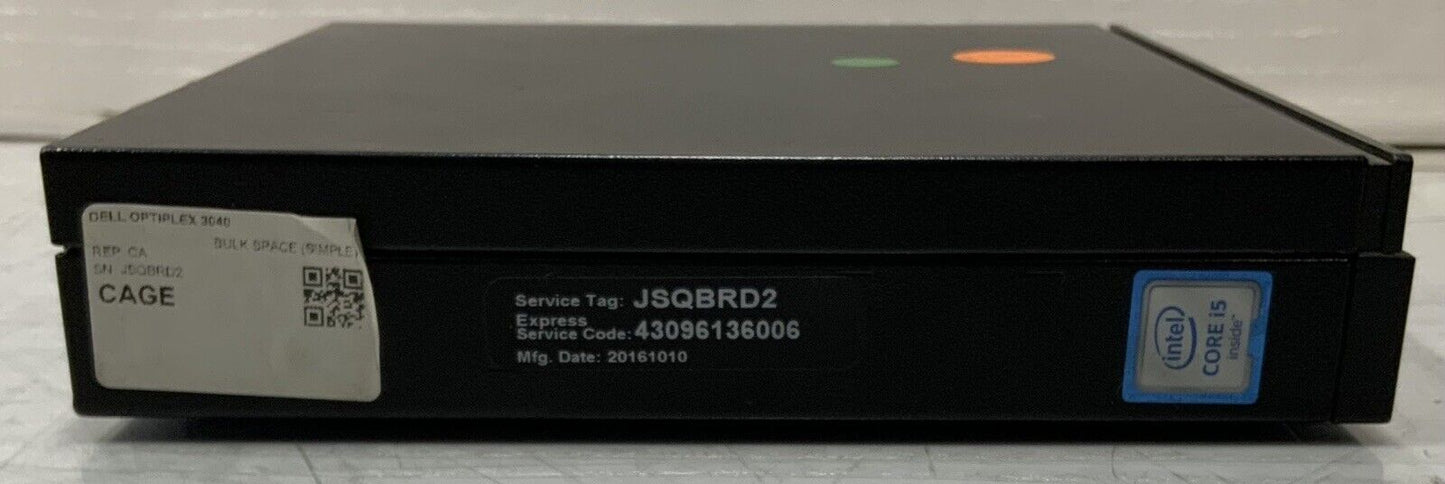 DELL OPTIPLEX 3040
BULK SPACE (SIMPLE)
REP CA
SN JSQBRD2
CAGE
Service Tag: JSQBRD2
Express
Service Code: 43096136006
Mfg. Date: 20161010
intel
CORE i5
inside™